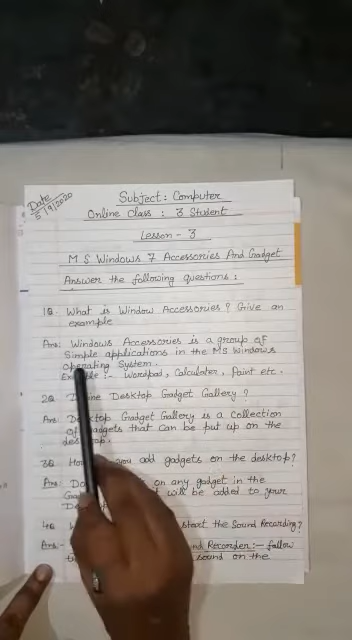 Date
5/9/2020
Subject: Computer
Online Class: 3 Student
Lesson - 3
MS Windows 7 Accessories And Gadget
Answer the following questions:
1Q. What is Window Accessories? Give an
example
Ans: Windows Accessories is a group of
Simple applications in the MS Windows
operating System.
Example:- Wordpad, Calculator, Paint etc.
2Q. Define Desktop Gadget Gallery?
Ans: Desktop Gadget Gallery is a collection
of gadgets that can be put up on the
desktop.
3Q. you add gadgets on the desktop?
Ans on any gadget in the
will be added to your
4Q start the Sound Recording?
Ans:- Recorder:- follow
sound on the